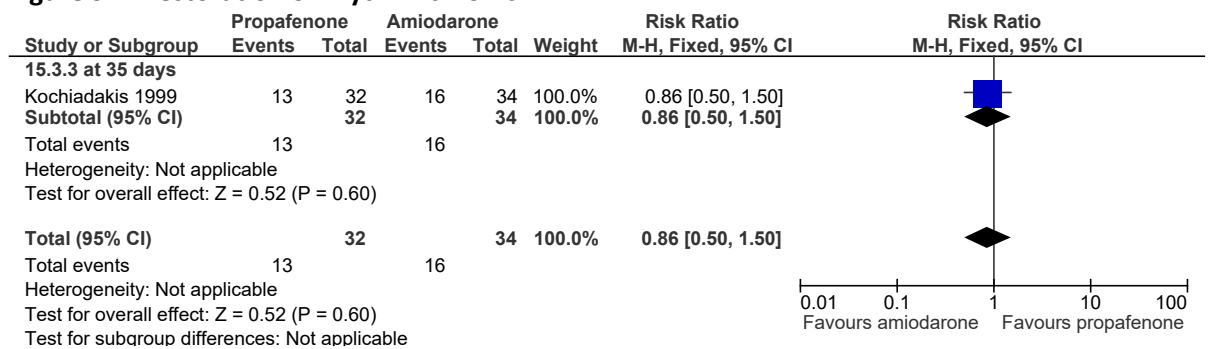 Propafenone Amiodarone Risk Ratio Risk Ratio
Study or Subgroup Events Total Events Total Weight M-H, Fixed, 95% CI M-H, Fixed, 95% CI
15.3.3 at 35 days
Kochiadakis 1999 13 32 16 34 100.0% 0.86 [0.50, 1.50]
Subtotal (95% CI) 32 34 100.0% 0.86 [0.50, 1.50]
Total events 13 16
Heterogeneity: Not applicable
Test for overall effect: Z = 0.52 (P = 0.60)
Total (95% CI) 32 34 100.0% 0.86 [0.50, 1.50]
Total events 13 16
Heterogeneity: Not applicable
Test for overall effect: Z = 0.52 (P = 0.60)
Test for subgroup differences: Not applicable
0.01 0.1 1 10 100
Favours amiodarone Favours propafenone